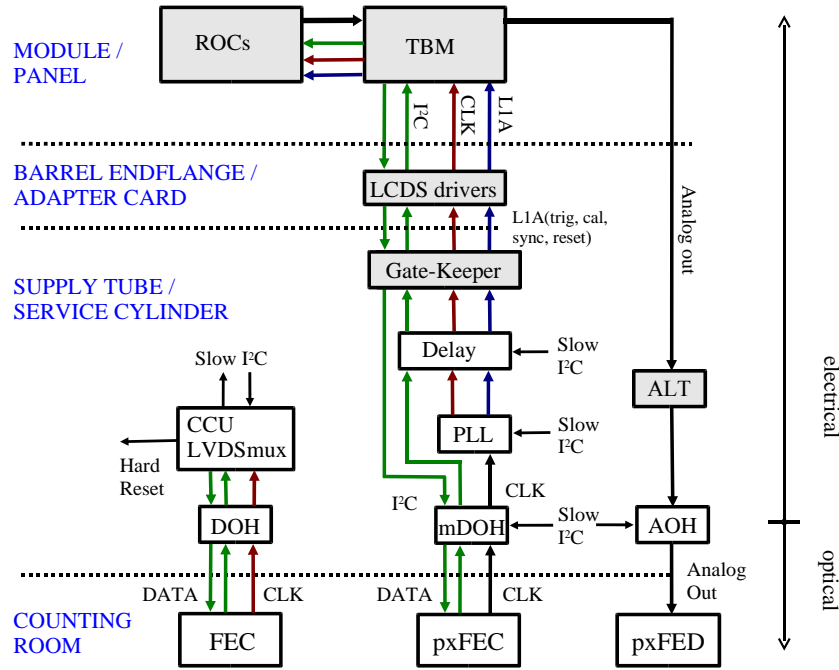 ROCs
TBM
MODULE /
PANEL
I²C
CLK
L1A
BARREL ENDFLANGE /
ADAPTER CARD
LCDS drivers
L1A(trig, cal,
sync, reset)
Analog out
Gate-Keeper
SUPPLY TUBE /
SERVICE CYLINDER
Delay
Slow
I²C
Slow I²C
ALT
electrical
CCU
LVDSmux
PLL
Slow
I²C
Hard
Reset
I²C
CLK
DOH
mDOH
Slow
I²C
AOH
optical
DATA
CLK
DATA
CLK
Analog
Out
COUNTING
ROOM
FEC
pxFEC
pxFED